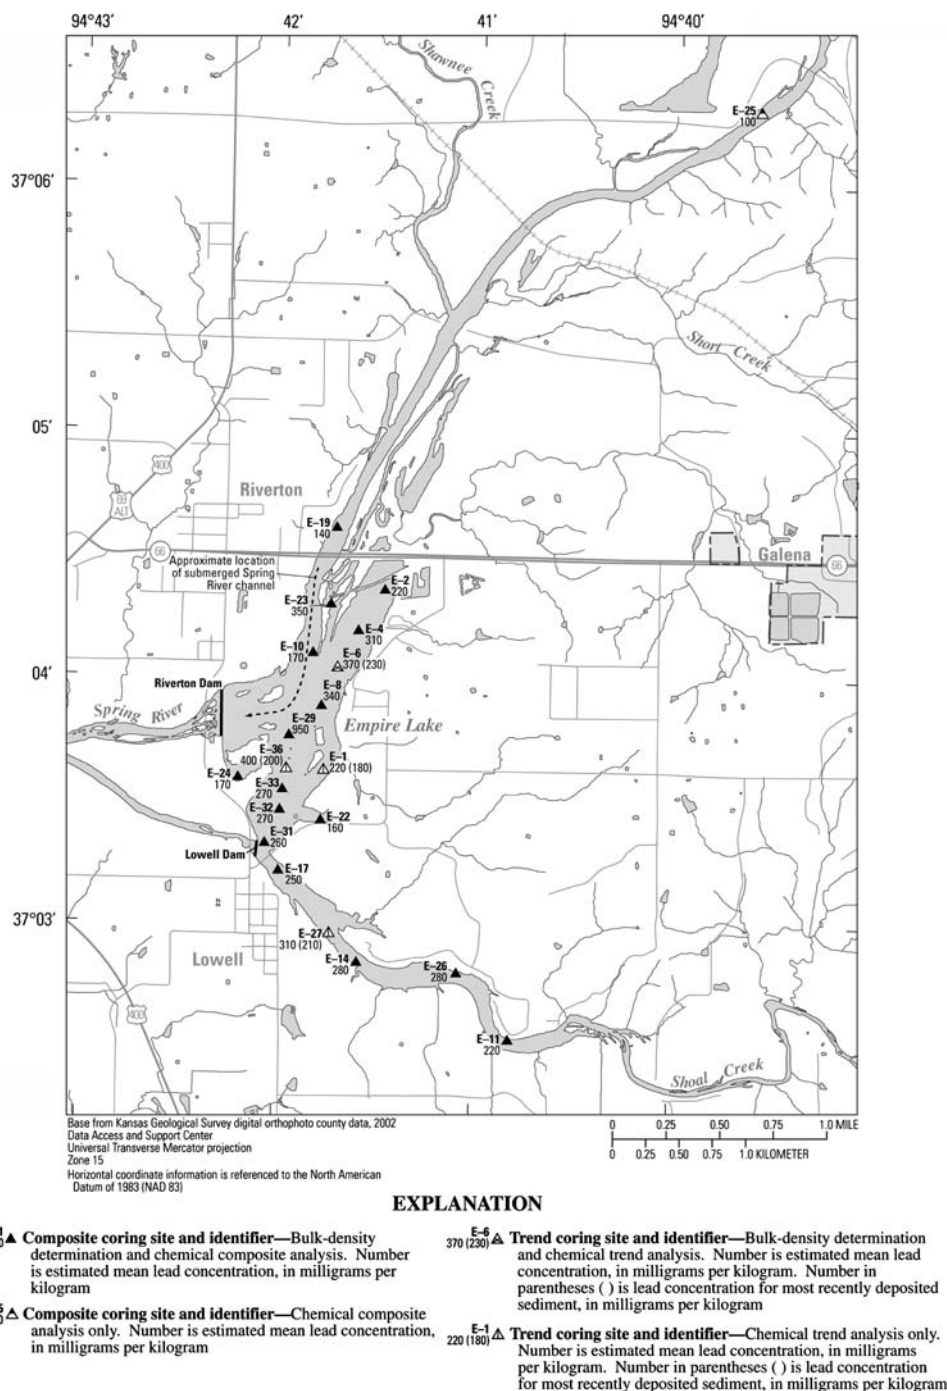 94°43′ 42′ 41′ 94°40′
Shawnee
Creek
E–25
100
37°06′
Short Creek
05′
400
69
ALT
Riverton
E–19
140
66
Galena
66
Approximate location
of submerged Spring
River channel
E–2
220
E–23
350
E–4
310
E–10
170
E–6
370 (230)
04′
Riverton Dam
E–8
340
Spring River
E–29
950
Empire Lake
E–36
400 (200)
E–1
220 (180)
E–24
170
E–33
270
E–32
270
E–22
160
E–31
260
Lowell Dam
E–17
250
37°03′
E–27
310 (210)
Lowell
E–14
280
E–26
280
400
E–11
220
Shoal Creek
Base from Kansas Geological Survey digital orthophoto county data, 2002
Data Access and Support Center
Universal Transverse Mercator projection
Zone 15
Horizontal coordinate information is referenced to the North American
Datum of 1983 (NAD 83)
0 0.25 0.50 0.75 1.0 MILE
0 0.25 0.50 0.75 1.0 KILOMETER
EXPLANATION
Composite coring site and identifier—Bulk-density
determination and chemical composite analysis. Number
is estimated mean lead concentration, in milligrams per
kilogram
Composite coring site and identifier—Chemical composite
analysis only. Number is estimated mean lead concentration,
in milligrams per kilogram
E–6
370 (230)
Trend coring site and identifier—Bulk-density determination
and chemical trend analysis. Number is estimated mean lead
concentration, in milligrams per kilogram. Number in
parentheses ( ) is lead concentration for most recently deposited
sediment, in milligrams per kilogram
E–1
220 (180)
Trend coring site and identifier—Chemical trend analysis only.
Number is estimated mean lead concentration, in milligrams
per kilogram. Number in parentheses ( ) is lead concentration
for most recently deposited sediment, in milligrams per kilogram